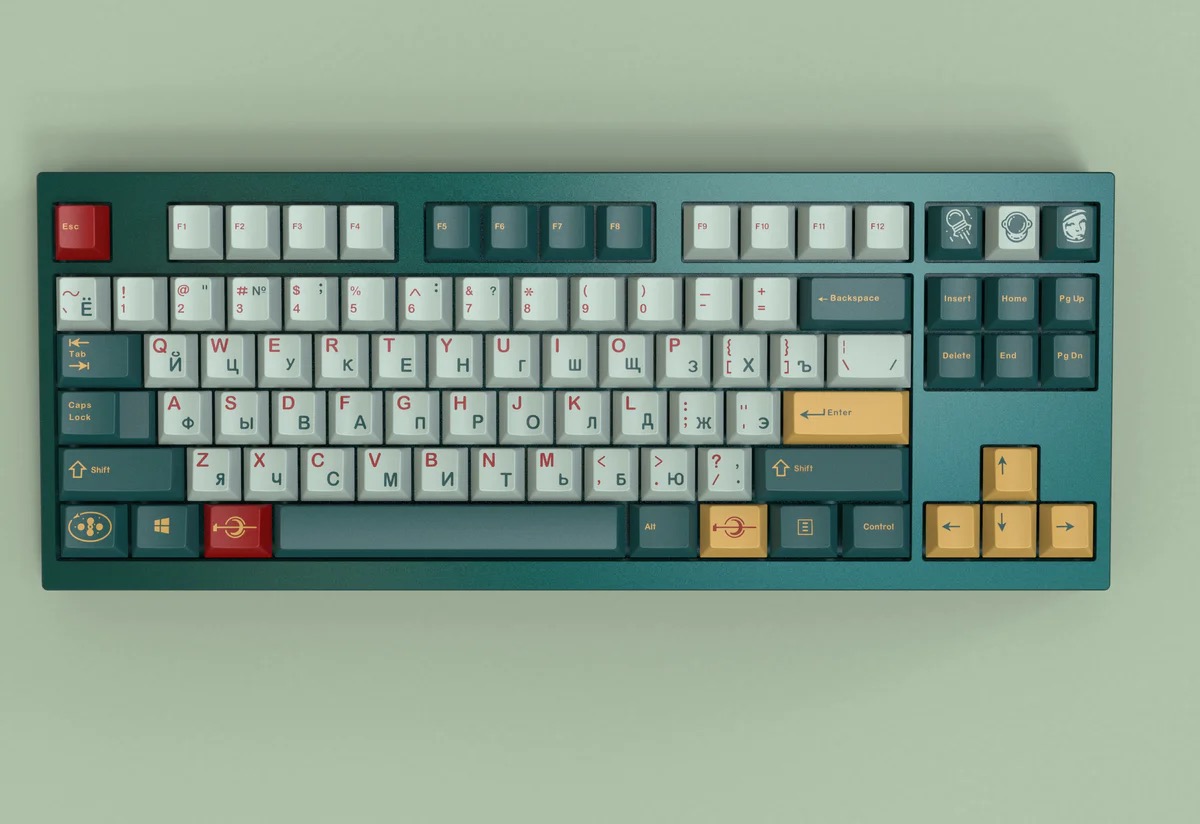 Esc F1 F2 F3 F4 F5 F6 F7 F8 F9 F10 F11 F12
~ ! @ " # № $ ; % ^ : & ? * ( ) — +
\ Ё 1 2 3 4 5 6 7 8 9 0 - = ←Backspace Insert Home Pg Up
Tab Q Й W Ц E У R К T Е Y Н U Г I Ш O Щ P З { [ Х } ] Ъ ¦ \ / Delete End Pg Dn
Caps
Lock A Ф S Ы D В F А G П H Р J О K Л L Д : ; Ж " ' Э Enter
Shift Z Я X Ч C С V М B И N Т M Ь < , Б > . Ю ? / , . Shift
Alt Control